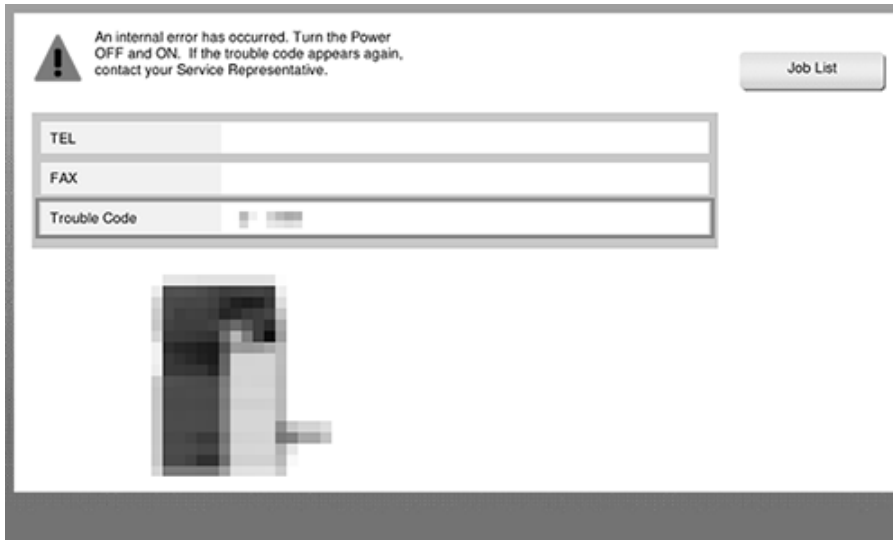 An internal error has occurred. Turn the Power
OFF and ON.  If the trouble code appears again,
contact your Service Representative.
Job List
TEL
FAX
Trouble Code